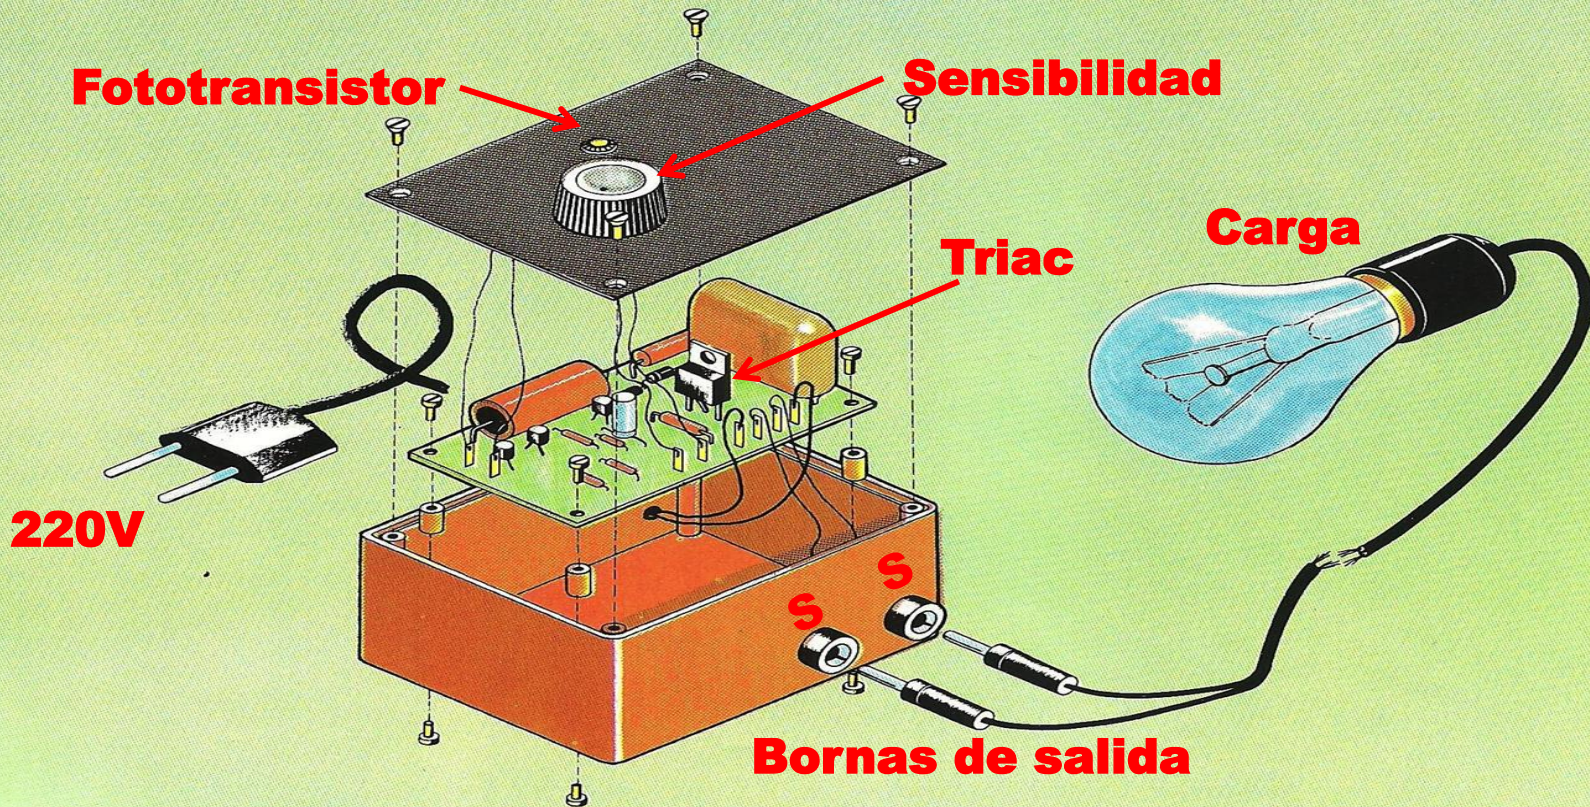 Fototransistor
Sensibilidad
Carga
Triac
220V
S
S
Bornas de salida